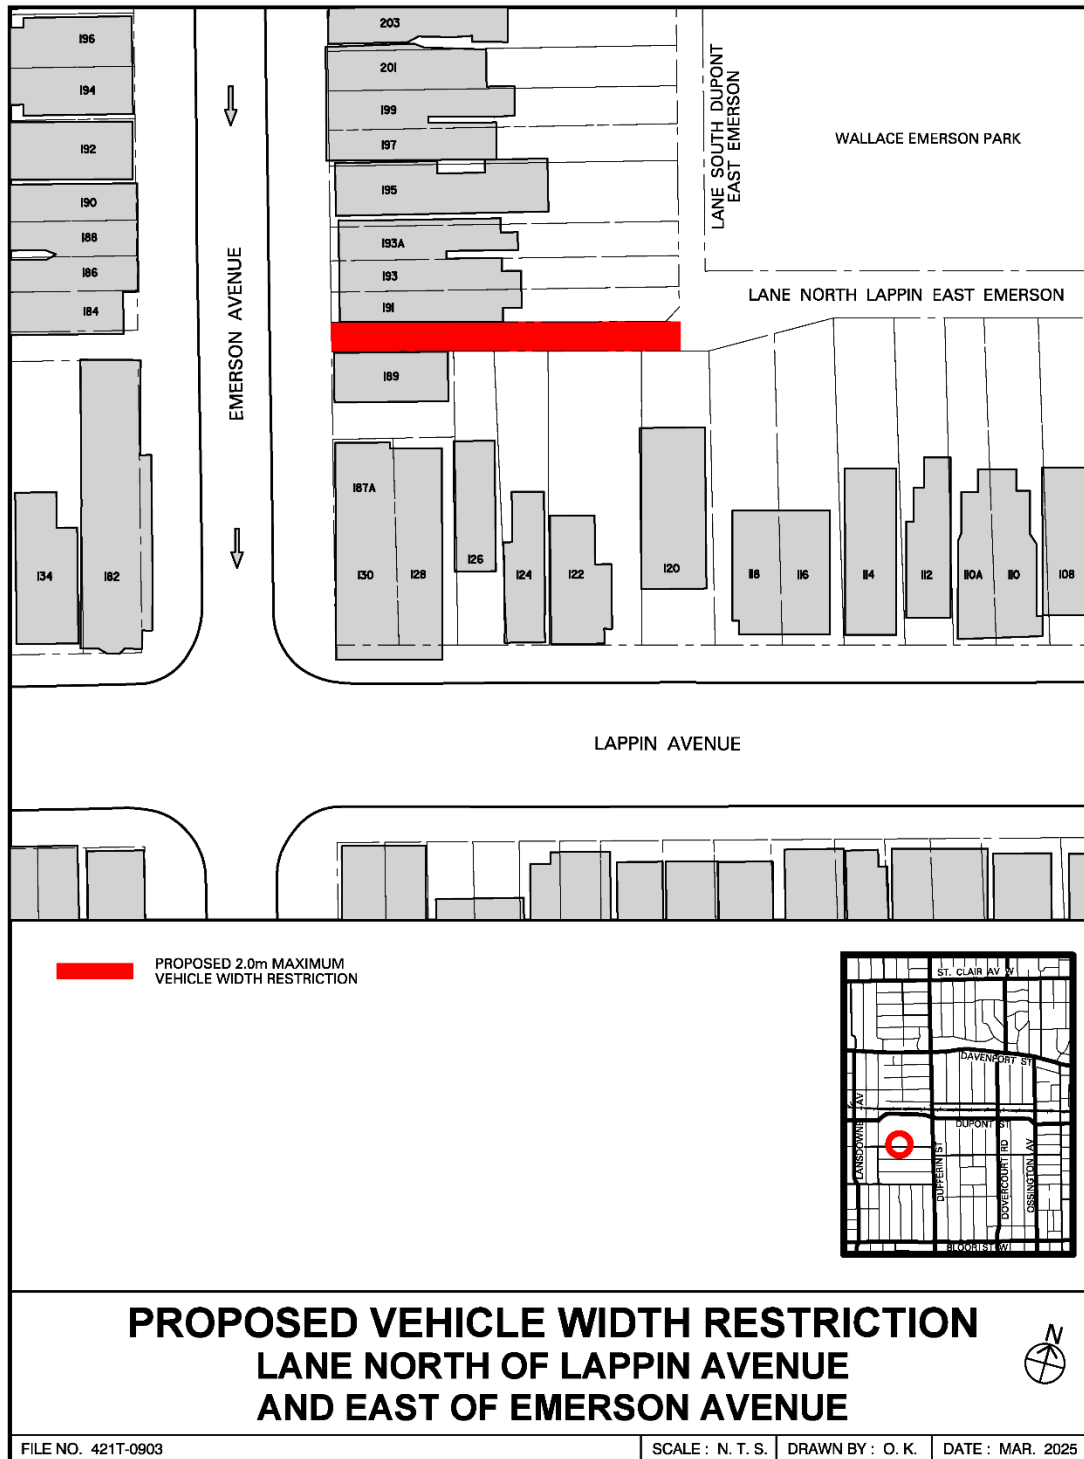 203
201
199
197
195
193A
193
191
189
187A
130
128
126
124
122
120
118
116
114
112
110A
110
108
196
194
192
190
188
186
184
182
134
EMERSON AVENUE
LANE SOUTH DUPONT
EAST EMERSON
WALLACE EMERSON PARK
LANE NORTH LAPPIN EAST EMERSON
LAPPIN AVENUE
PROPOSED 2.0m MAXIMUM
VEHICLE WIDTH RESTRICTION
ST. CLAIR AV W
DAVENPORT ST
DUPONT ST
LANSDOWNE AV
DUFFERIN ST
DOVERCOURT RD
OSSINGTON AV
BLOOR ST W
PROPOSED VEHICLE WIDTH RESTRICTION
LANE NORTH OF LAPPIN AVENUE
AND EAST OF EMERSON AVENUE
N
FILE NO. 421T-0903
SCALE : N. T. S.
DRAWN BY : O. K.
DATE : MAR. 2025